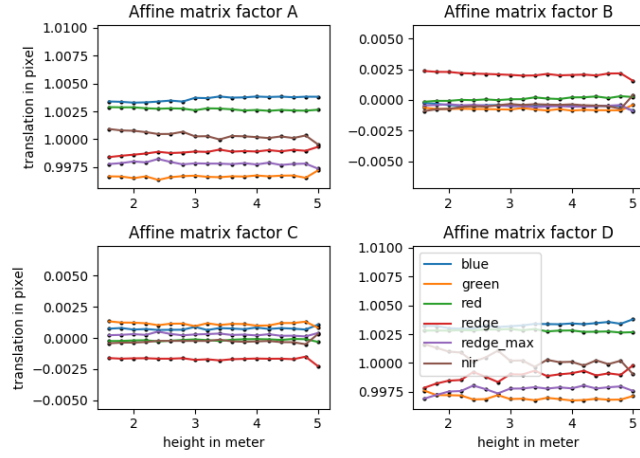 Affine matrix factor A
translation in pixel
1.0100
1.0075
1.0050
1.0025
1.0000
0.9975
2
3
4
5
Affine matrix factor B
0.0050
0.0025
0.0000
−0.0025
−0.0050
2
3
4
5
Affine matrix factor C
translation in pixel
0.0050
0.0025
0.0000
−0.0025
−0.0050
2
3
4
5
height in meter
Affine matrix factor D
1.0100
1.0075
1.0050
1.0025
1.0000
0.9975
blue
green
red
redge
redge_max
nir
2
3
4
5
height in meter